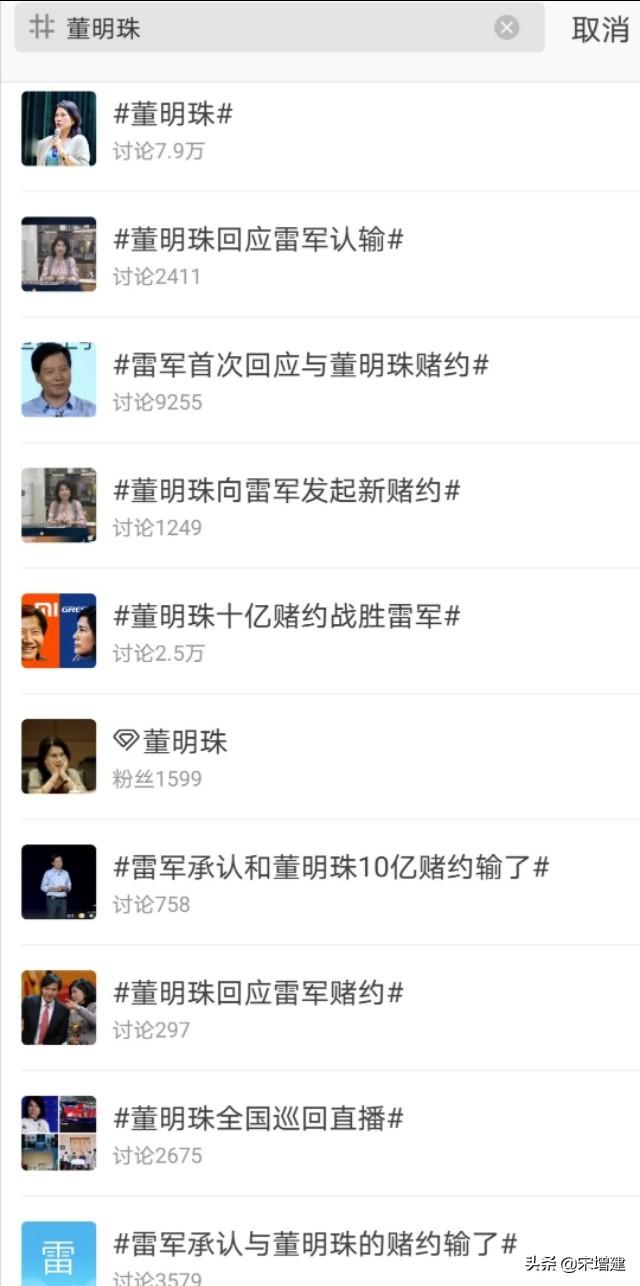 董明珠
取消
#董明珠#
讨论7.9万
#董明珠回应雷军认输#
讨论2411
#雷军首次回应与董明珠赌约#
讨论9255
#董明珠向雷军发起新赌约#
讨论1249
MI GREE
#董明珠十亿赌约战胜雷军#
讨论2.5万
董明珠
粉丝1599
#雷军承认和董明珠10亿赌约输了#
讨论758
#董明珠回应雷军赌约#
讨论297
#董明珠全国巡回直播#
讨论2675
雷
#雷军承认与董明珠的赌约输了#
讨论3579
头条 @宋增建